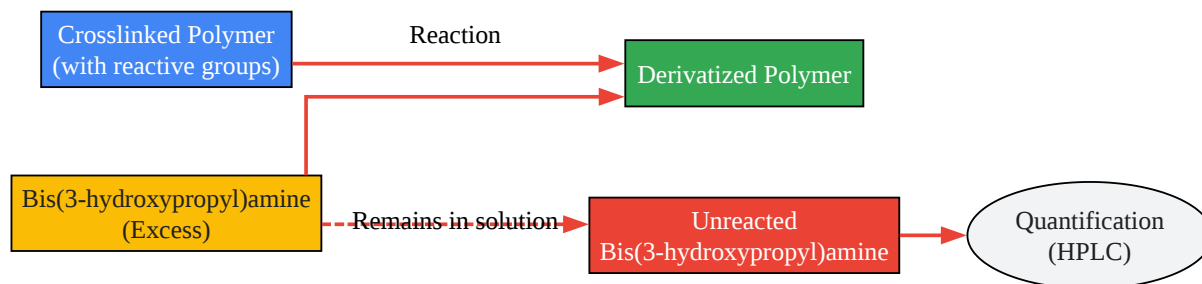 Crosslinked Polymer
(with reactive groups)
Reaction
Derivatized Polymer
Bis(3-hydroxypropyl)amine
(Excess)
Remains in solution
Unreacted
Bis(3-hydroxypropyl)amine
Quantification
(HPLC)